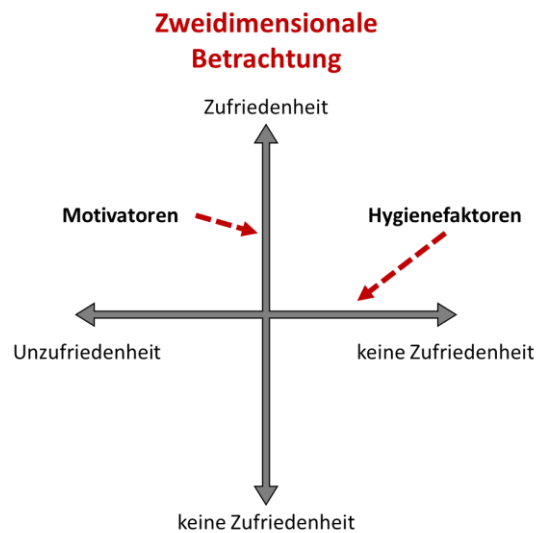 Zweidimensionale
Betrachtung
Zufriedenheit
Motivatoren
Hygienefaktoren
Unzufriedenheit
keine Zufriedenheit
keine Zufriedenheit